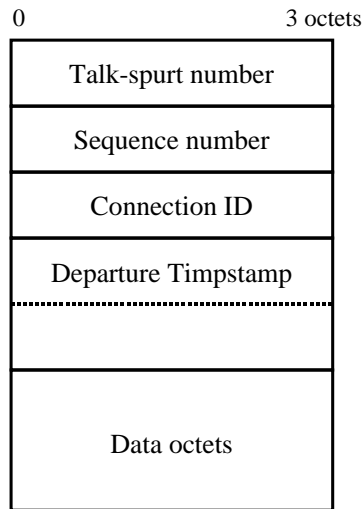 0 3 octets
Talk-spurt number
Sequence number
Connection ID
Departure Timpstamp
Data octets